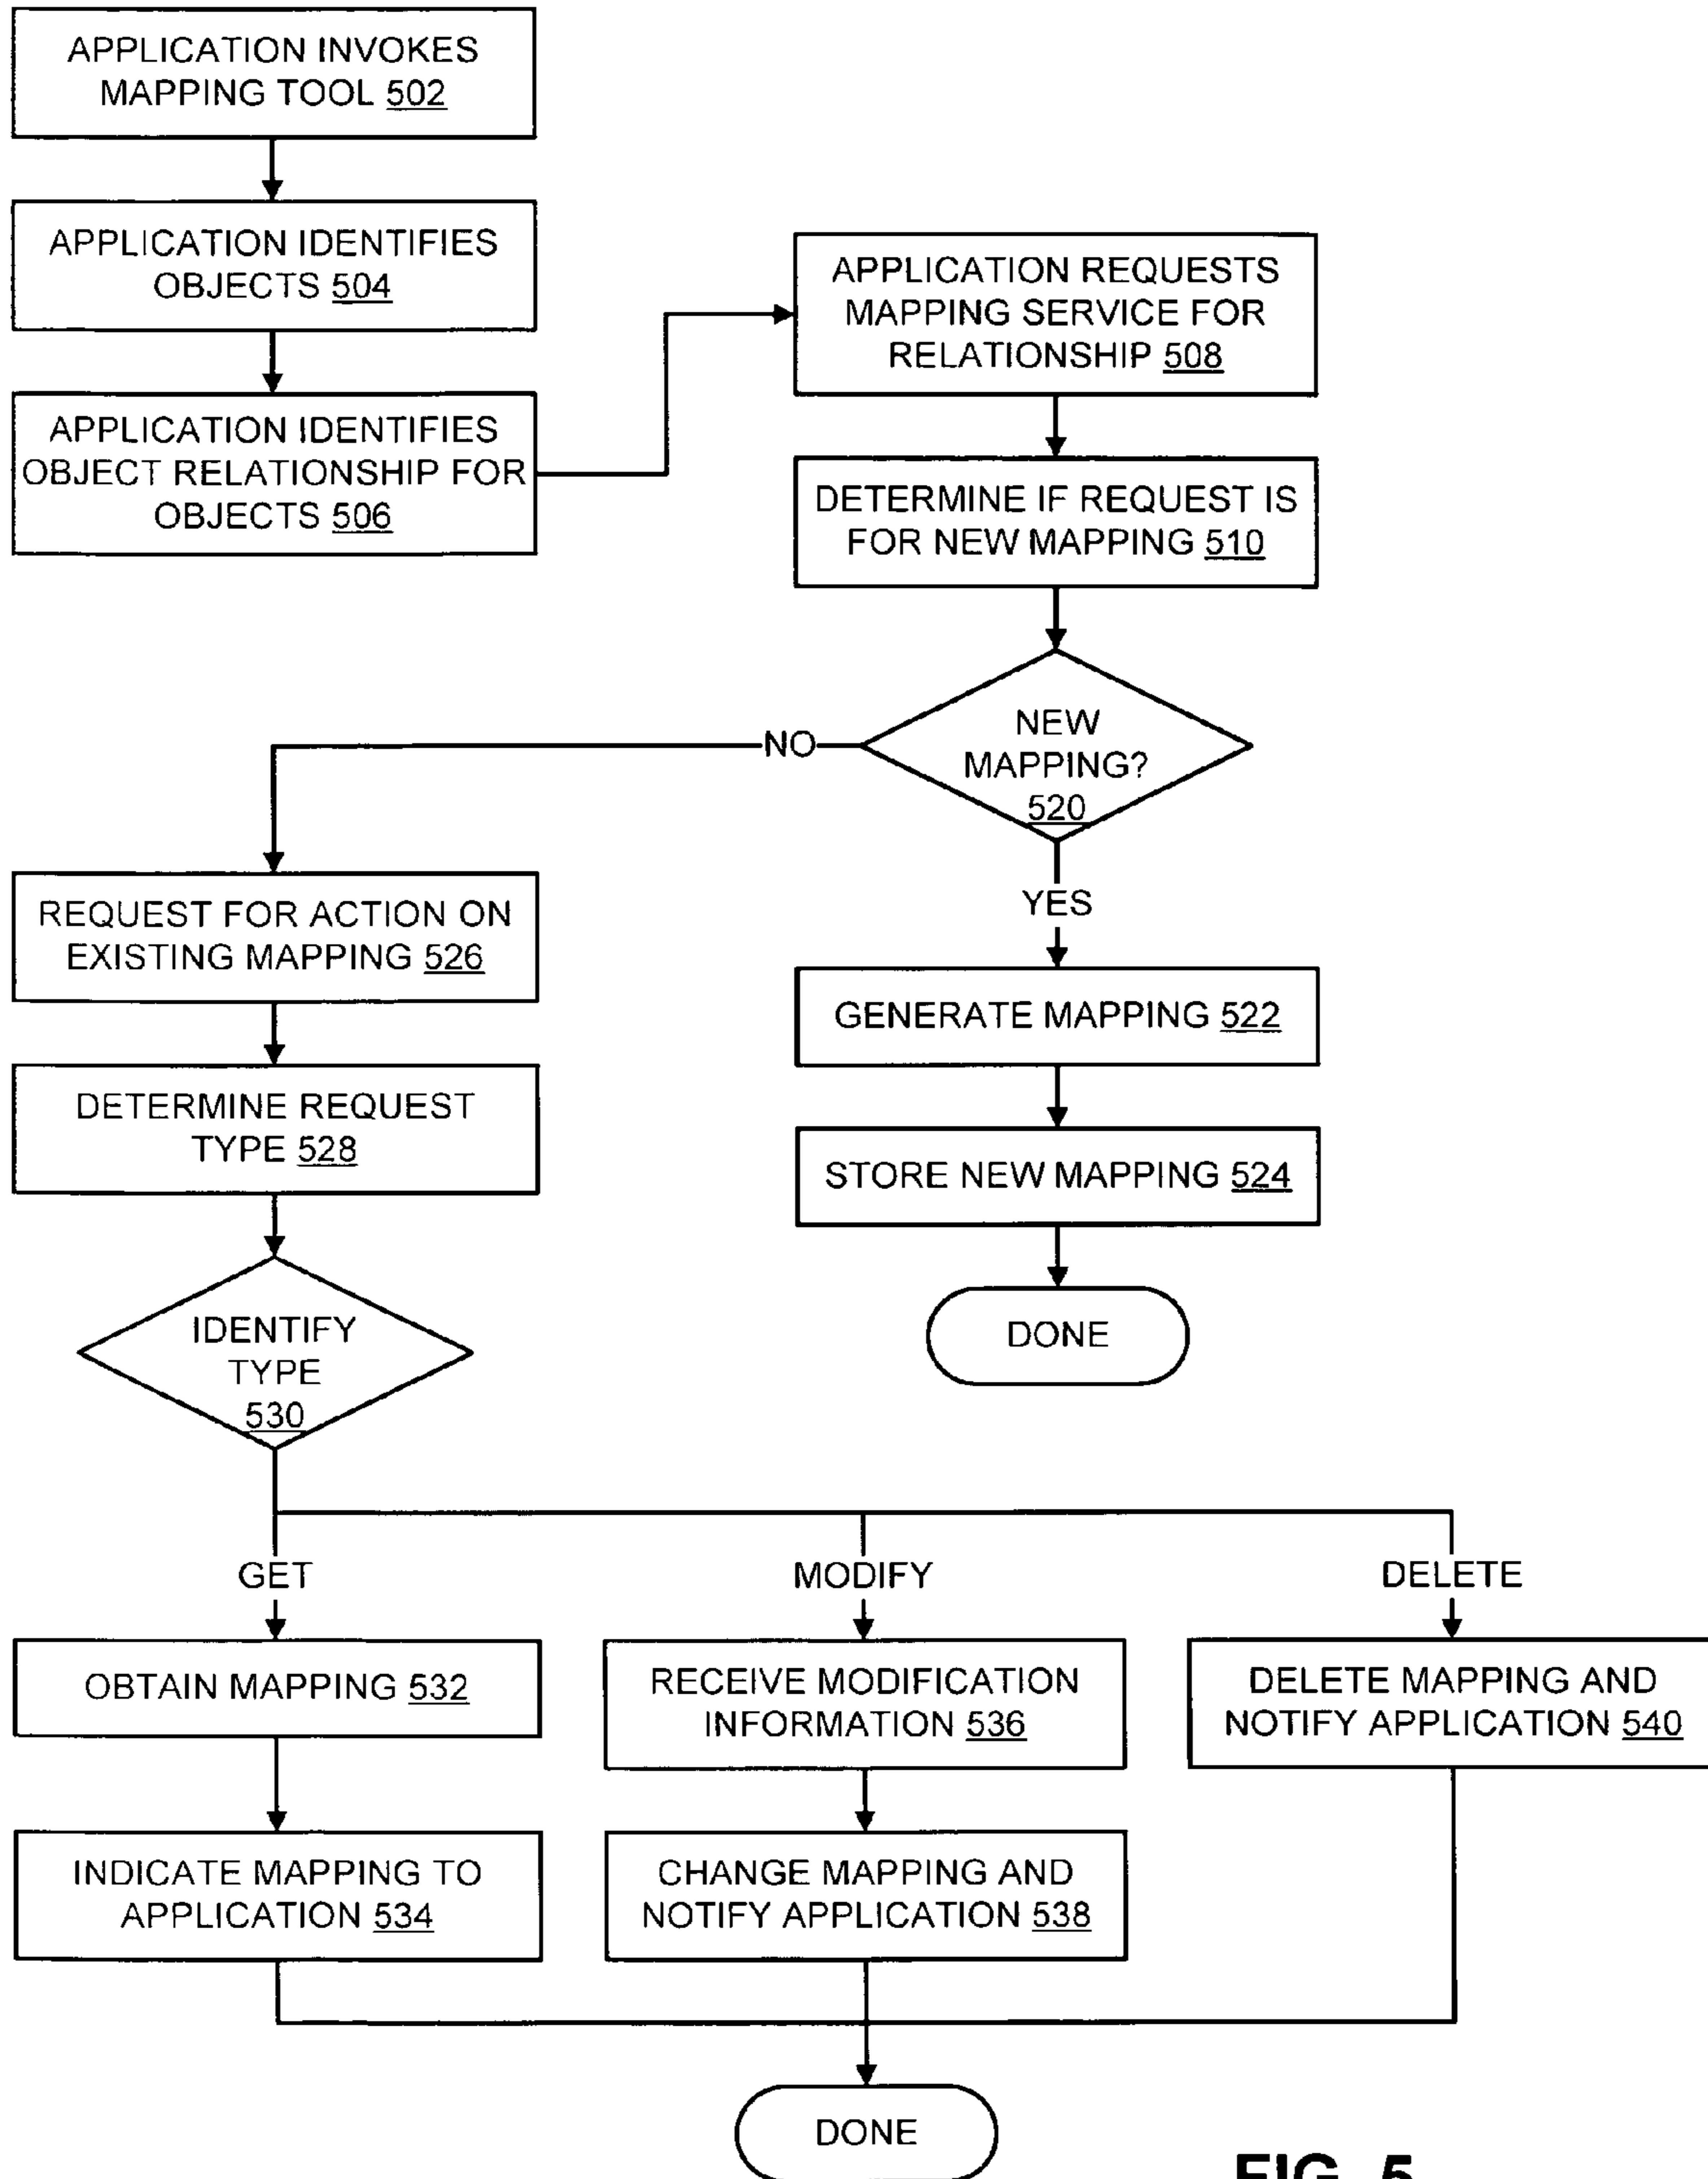 APPLICATION INVOKES
MAPPING TOOL 502
APPLICATION IDENTIFIES
OBJECTS 504
APPLICATION IDENTIFIES
OBJECT RELATIONSHIP FOR
OBJECTS 506
APPLICATION REQUESTS
MAPPING SERVICE FOR
RELATIONSHIP 508
DETERMINE IF REQUEST IS
FOR NEW MAPPING 510
NEW
MAPPING?
520
NO
YES
GENERATE MAPPING 522
STORE NEW MAPPING 524
DONE
REQUEST FOR ACTION ON
EXISTING MAPPING 526
DETERMINE REQUEST
TYPE 528
IDENTIFY
TYPE
530
GET
MODIFY
DELETE
OBTAIN MAPPING 532
INDICATE MAPPING TO
APPLICATION 534
RECEIVE MODIFICATION
INFORMATION 536
CHANGE MAPPING AND
NOTIFY APPLICATION 538
DELETE MAPPING AND
NOTIFY APPLICATION 540
DONE
FIG. 5